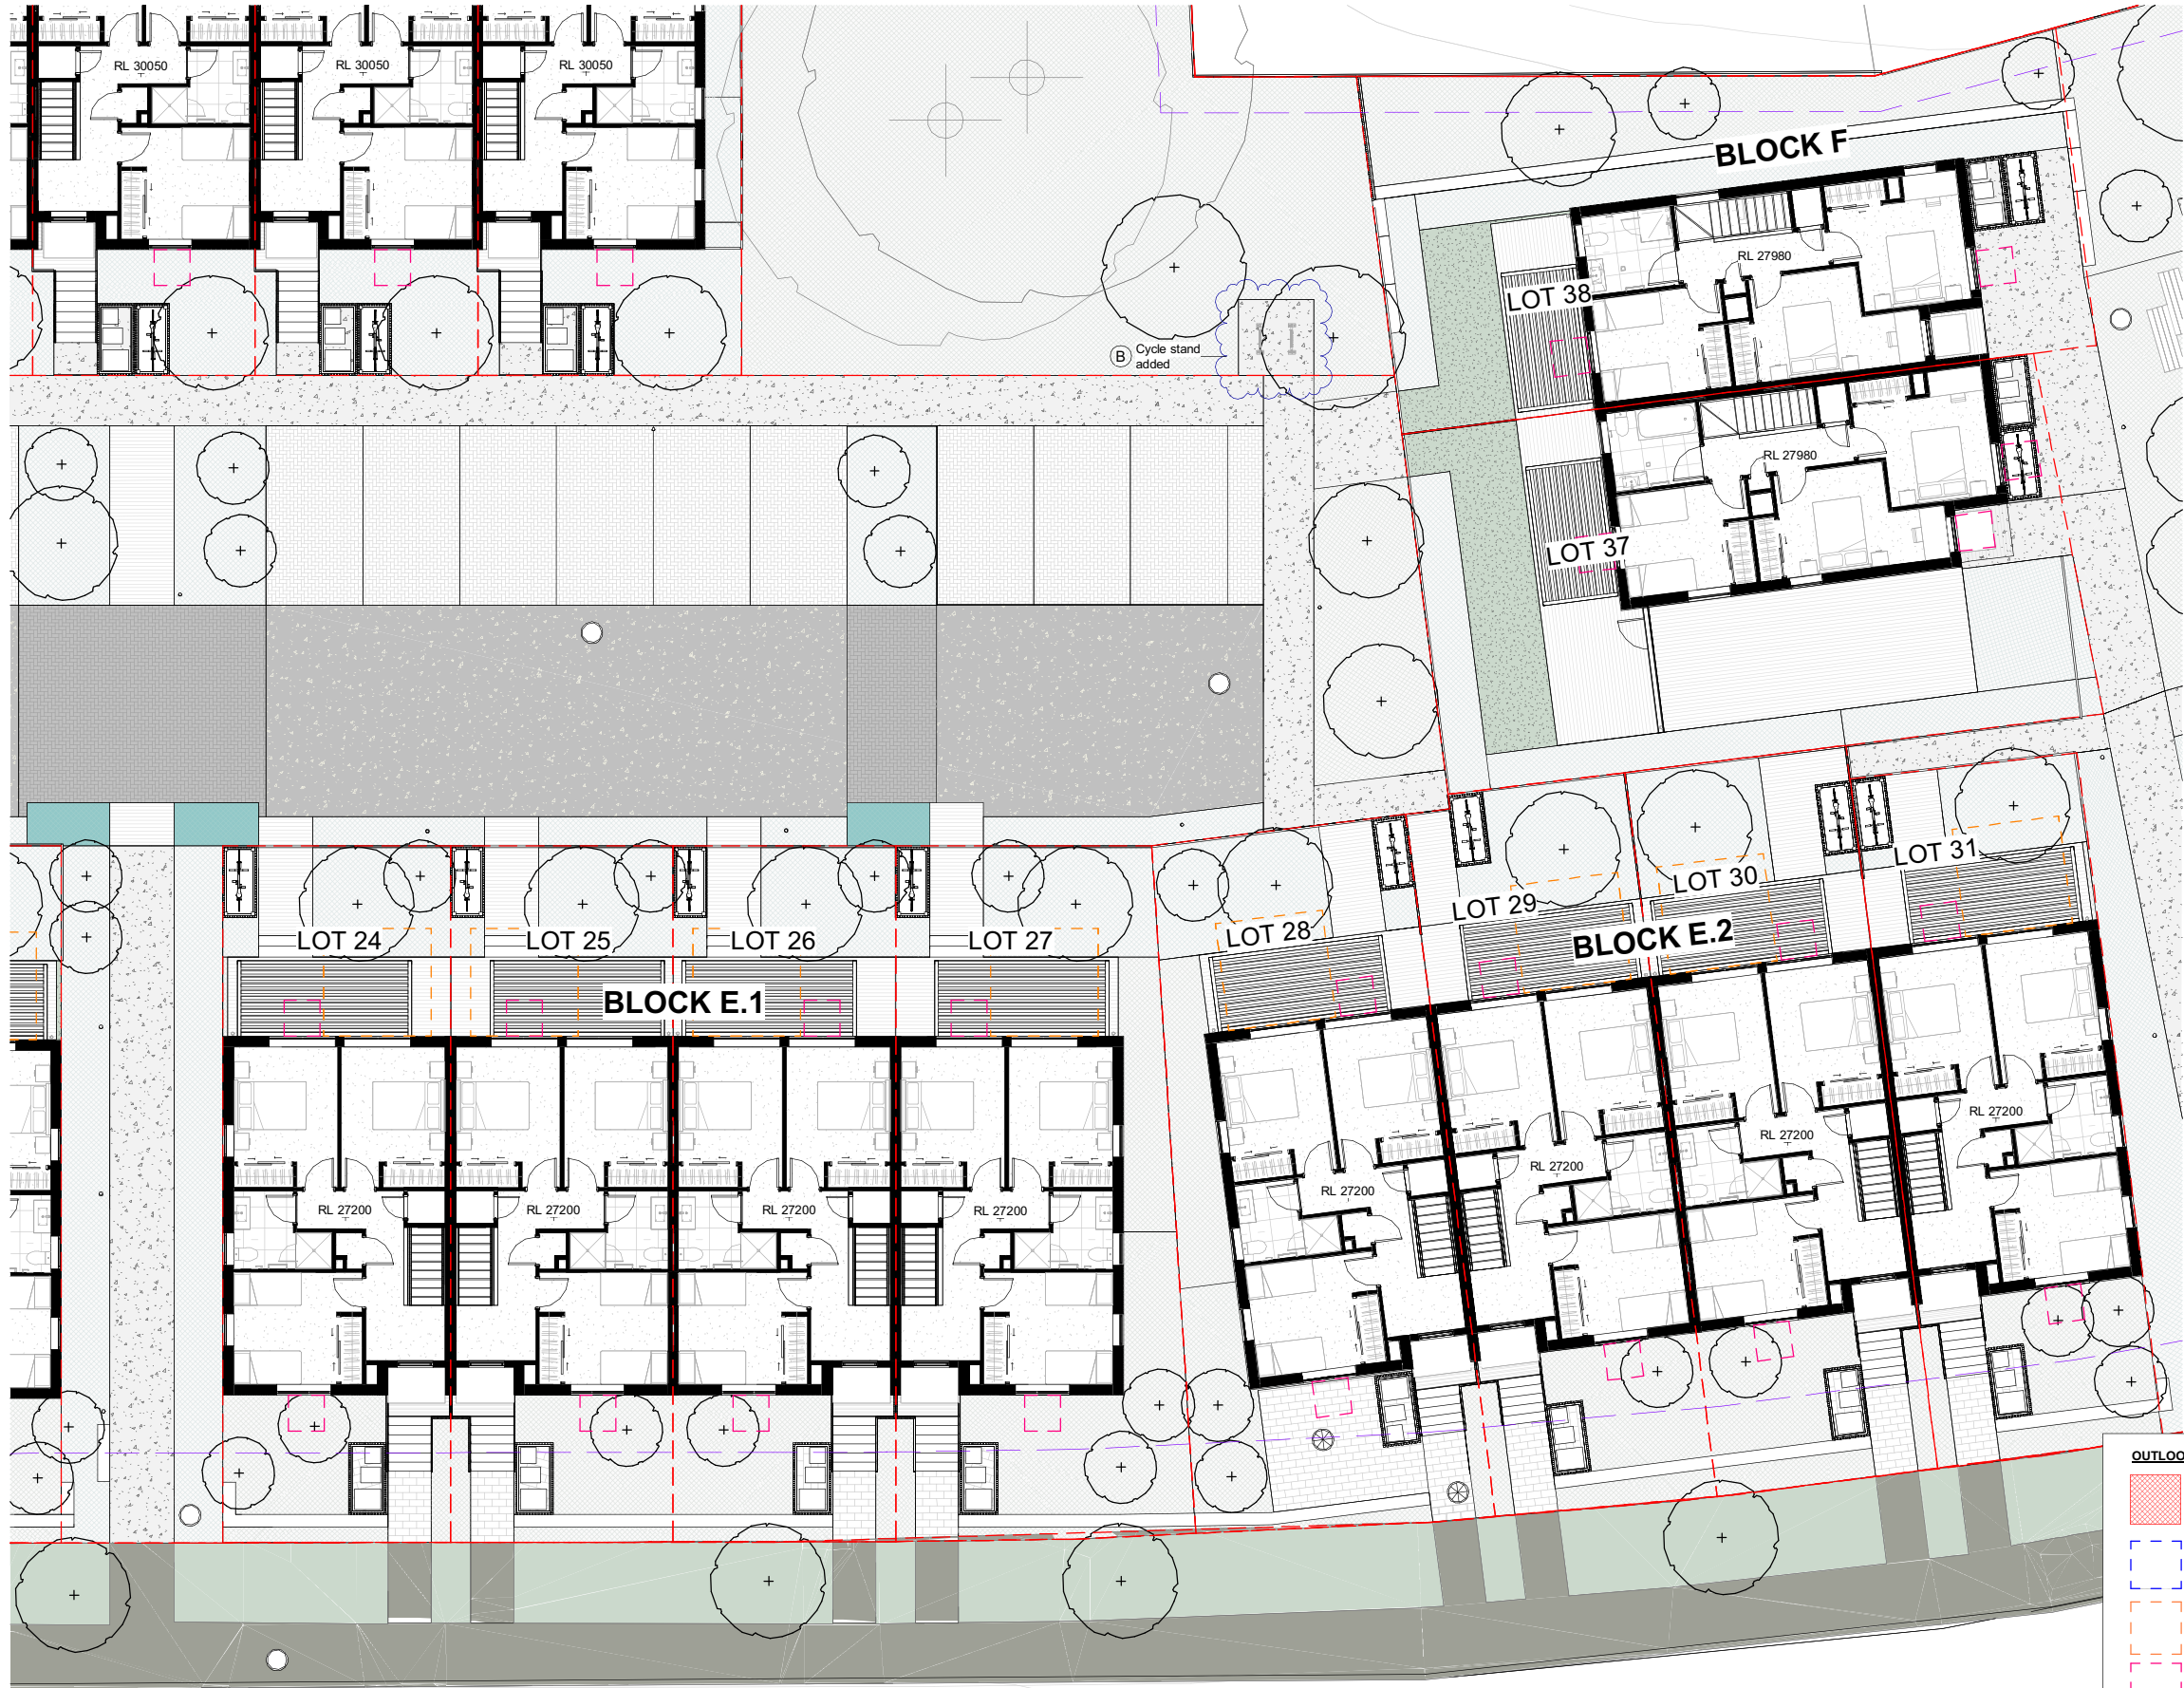 RL 30050
RL 30050
RL 30050
BLOCK F
RL 27980
LOT 38
B Cycle stand
added
RL 27980
LOT 37
LOT 31
LOT 30
LOT 29
LOT 28
BLOCK E.2
LOT 24
LOT 25
LOT 26
LOT 27
BLOCK E.1
RL 27200
RL 27200
RL 27200
RL 27200
RL 27200
RL 27200
RL 27200
RL 27200
OUTLOO